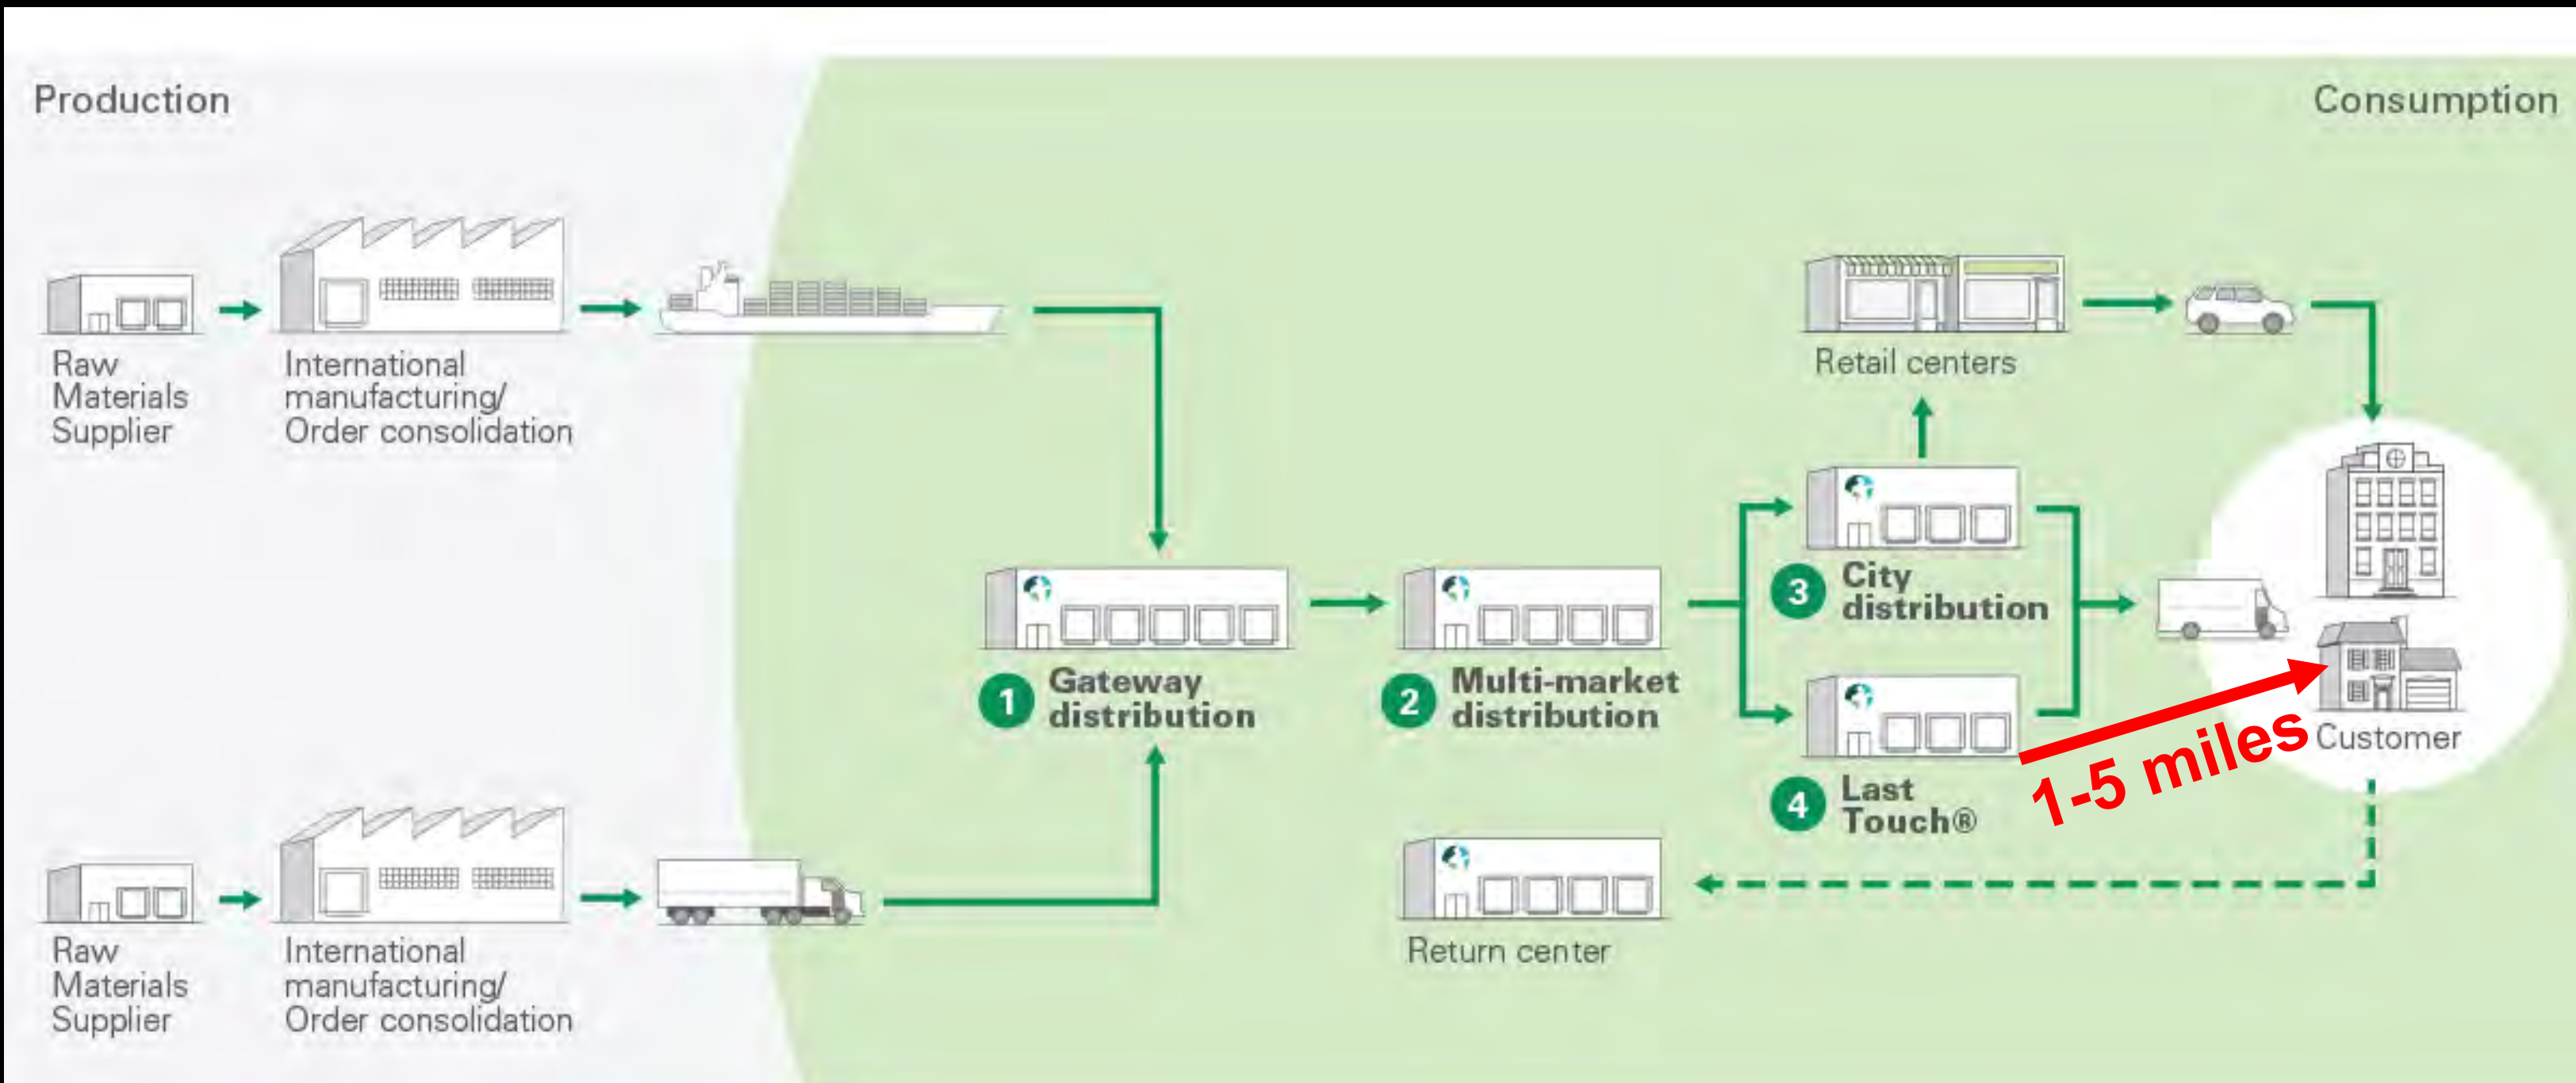 Production
Consumption
Raw
Materials
Supplier
International
manufacturing/
Order consolidation
Retail centers
1 Gateway
distribution
2 Multi-market
distribution
3 City
distribution
4 Last
Touch®
1-5 miles
Customer
Return center
Raw
Materials
Supplier
International
manufacturing/
Order consolidation